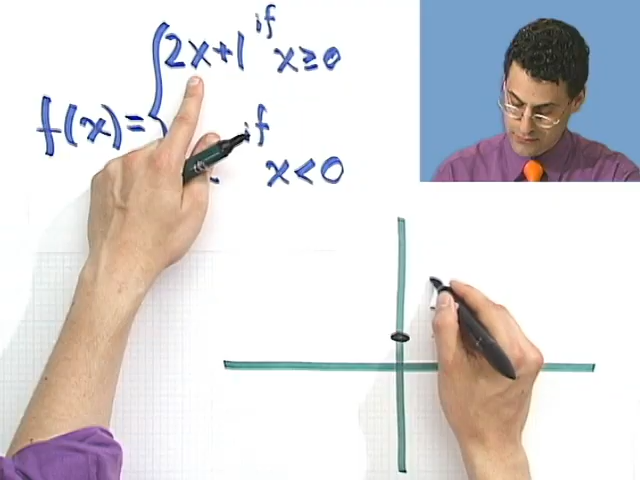 2x+1 if x≥0
f(x)={
if x<0